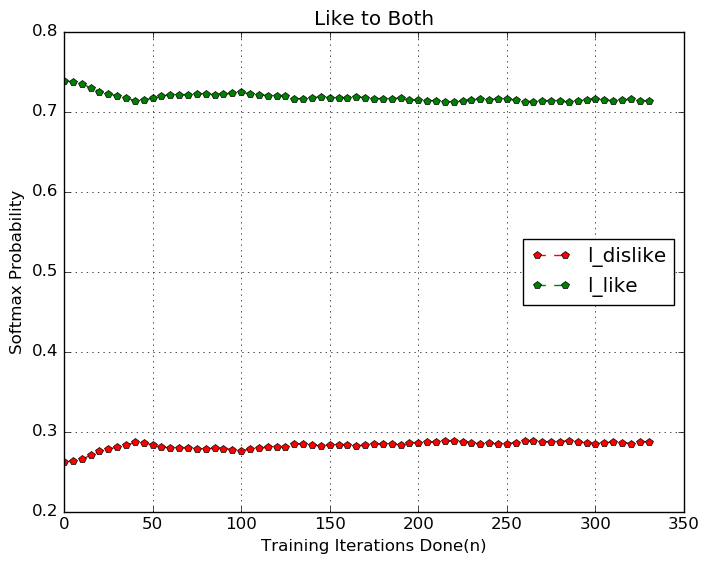 Like to Both
0.8
0.7
0.6
0.5
0.4
0.3
0.2
Softmax Probability
l_dislike
l_like
0 50 100 150 200 250 300 350
Training Iterations Done(n)